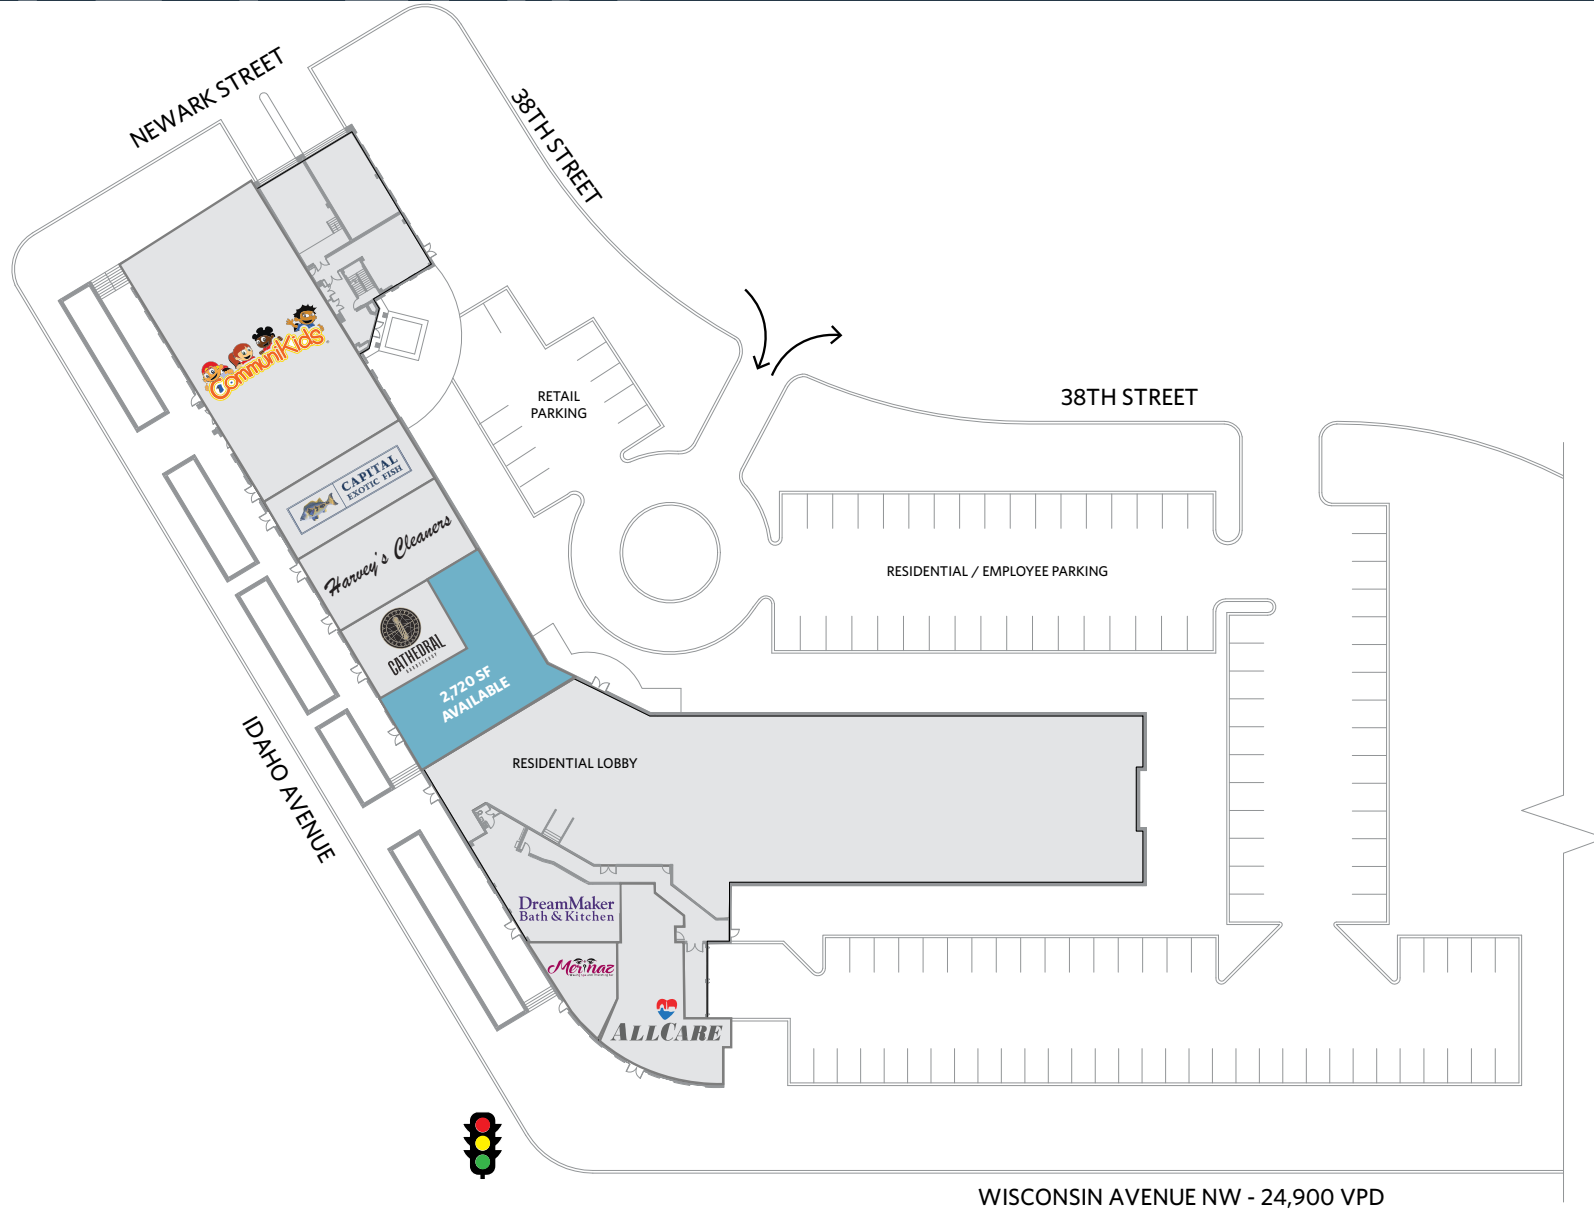 NEWARK STREET
38TH STREET
CommuniKids
RETAIL
PARKING
38TH STREET
CAPITAL
EXOTIC FISH
Harvey's Cleaners
RESIDENTIAL / EMPLOYEE PARKING
CATHEDRAL
2,720 SF
AVAILABLE
IDAHO AVENUE
RESIDENTIAL LOBBY
DreamMaker
Bath & Kitchen
Merinaz
ALLCARE
WISCONSIN AVENUE NW - 24,900 VPD